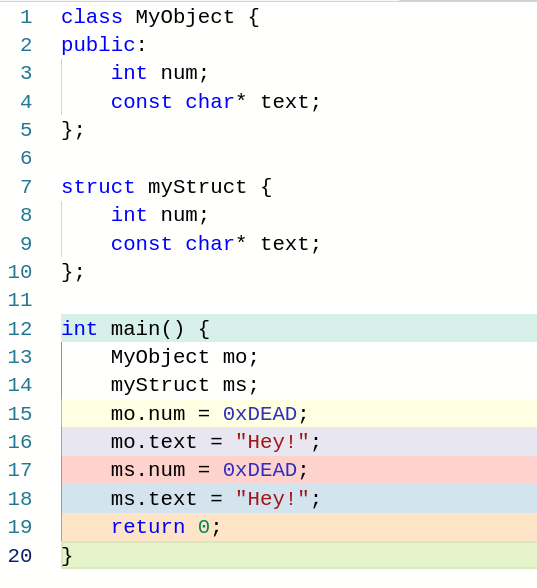 1 class MyObject {
2 public:
3     int num;
4     const char* text;
5 };
6
7 struct myStruct {
8     int num;
9     const char* text;
10 };
11
12 int main() {
13     MyObject mo;
14     myStruct ms;
15     mo.num = 0xDEAD;
16     mo.text = "Hey!";
17     ms.num = 0xDEAD;
18     ms.text = "Hey!";
19     return 0;
20 }